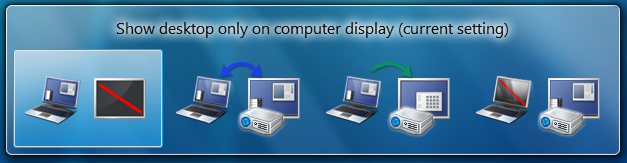 Show desktop only on computer display (current setting)